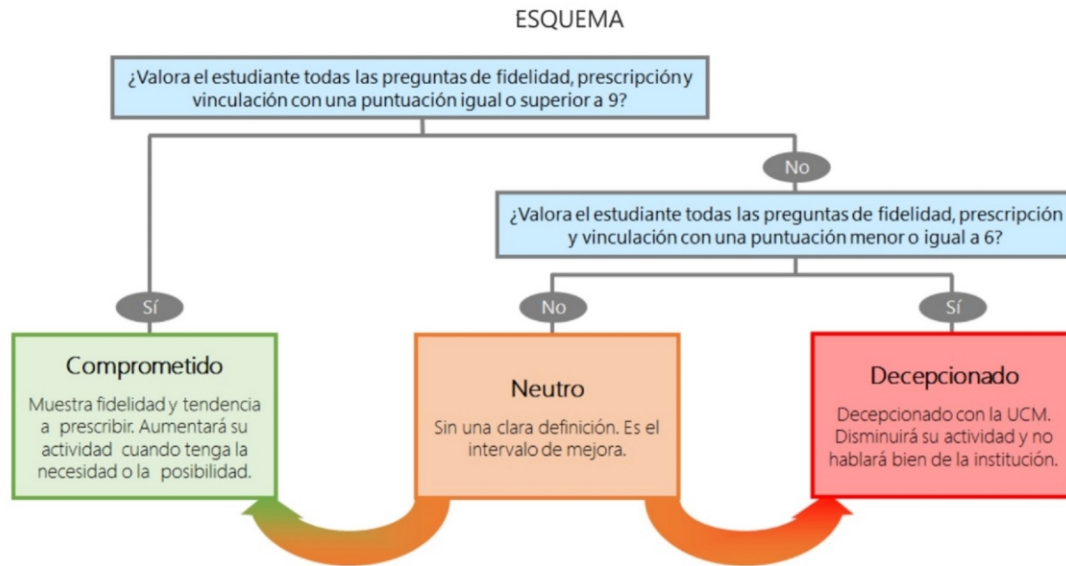 ESQUEMA
¿Valora el estudiante todas las preguntas de fidelidad, prescripción y
vinculación con una puntuación igual o superior a 9?
No
¿Valora el estudiante todas las preguntas de fidelidad, prescripción
y vinculación con una puntuación menor o igual a 6?
Sí
No
Sí
Comprometido
Muestra fidelidad y tendencia
a prescribir. Aumentará su
actividad cuando tenga la
necesidad o la posibilidad.
Neutro
Sin una clara definición. Es el
intervalo de mejora.
Decepcionado
Decepcionado con la UCM.
Disminuirá su actividad y no
hablará bien de la institución.